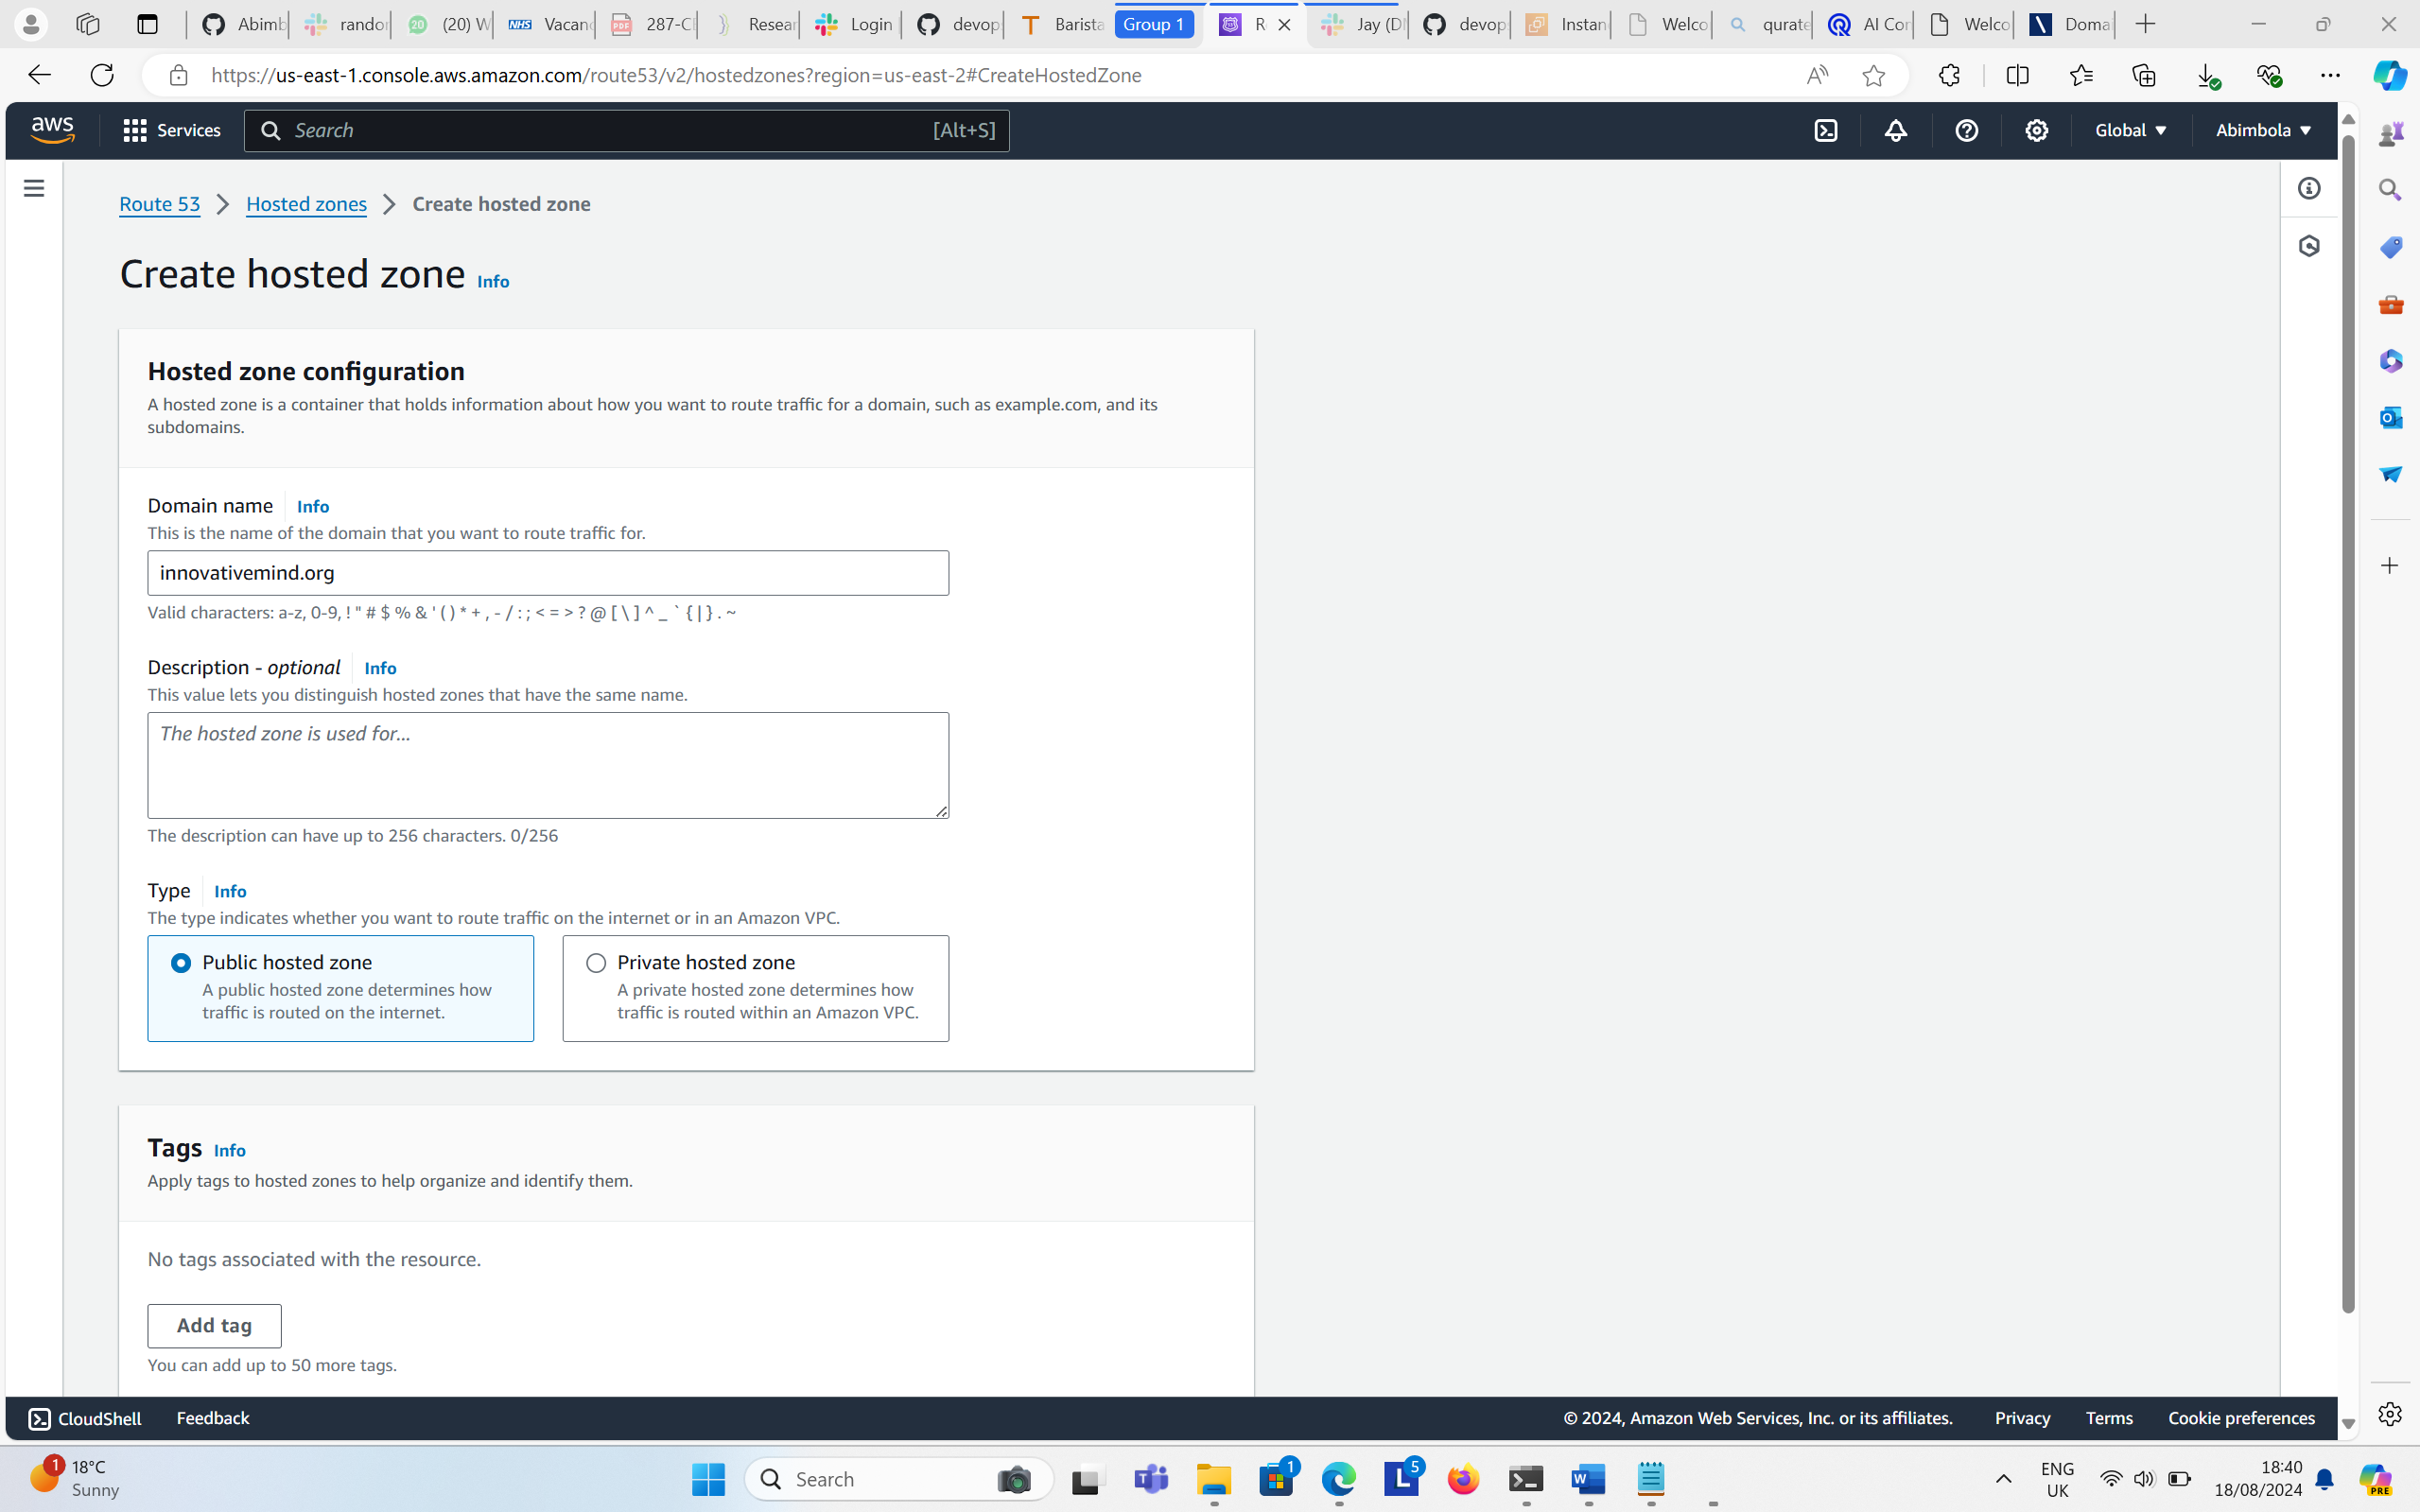 Abimb
randor
(20) W
NHS
Vacan
287-C
Resear
Login
devop
Barista
Group 1
R
Jay (D
devop
Instan
Welco
qurate
AI Cor
Welco
Domai
https://us-east-1.console.aws.amazon.com/route53/v2/hostedzones?region=us-east-2#CreateHostedZone
aws
Services
Search
[Alt+S]
Global
Abimbola
Route 53
Hosted zones
Create hosted zone
Create hosted zone Info
Hosted zone configuration
A hosted zone is a container that holds information about how you want to route traffic for a domain, such as example.com, and its
subdomains.
Domain name Info
This is the name of the domain that you want to route traffic for.
innovativemind.org
Valid characters: a-z, 0-9, ! " # $ % & ' ( ) * + , - / : ; < = > ? @ [ \ ] ^ _ ` { | } . ~
Description - optional Info
This value lets you distinguish hosted zones that have the same name.
The hosted zone is used for...
The description can have up to 256 characters. 0/256
Type Info
The type indicates whether you want to route traffic on the internet or in an Amazon VPC.
Public hosted zone
A public hosted zone determines how
traffic is routed on the internet.
Private hosted zone
A private hosted zone determines how
traffic is routed within an Amazon VPC.
Tags Info
Apply tags to hosted zones to help organize and identify them.
No tags associated with the resource.
Add tag
You can add up to 50 more tags.
CloudShell
Feedback
© 2024, Amazon Web Services, Inc. or its affiliates.
Privacy
Terms
Cookie preferences
1
18°C
Sunny
Search
1
5
ENG
UK
18:40
18/08/2024
PRE